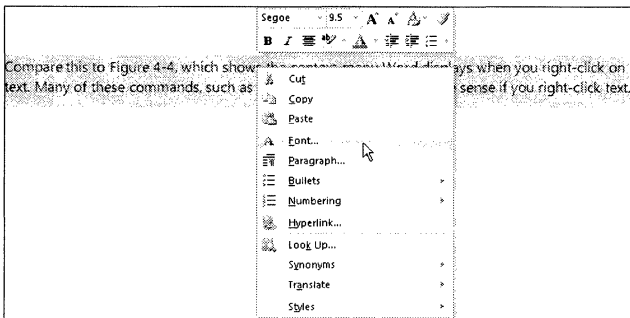 Segoe 9.5 A A A
B I ab A
Compare this to Figure 4-4, which shows the context menu Word displays when you right-click on
text. Many of these commands, such as sense if you right-click text.
Cut
Copy
Paste
Font...
Paragraph...
Bullets
Numbering
Hyperlink...
Look Up...
Synonyms
Translate
Styles